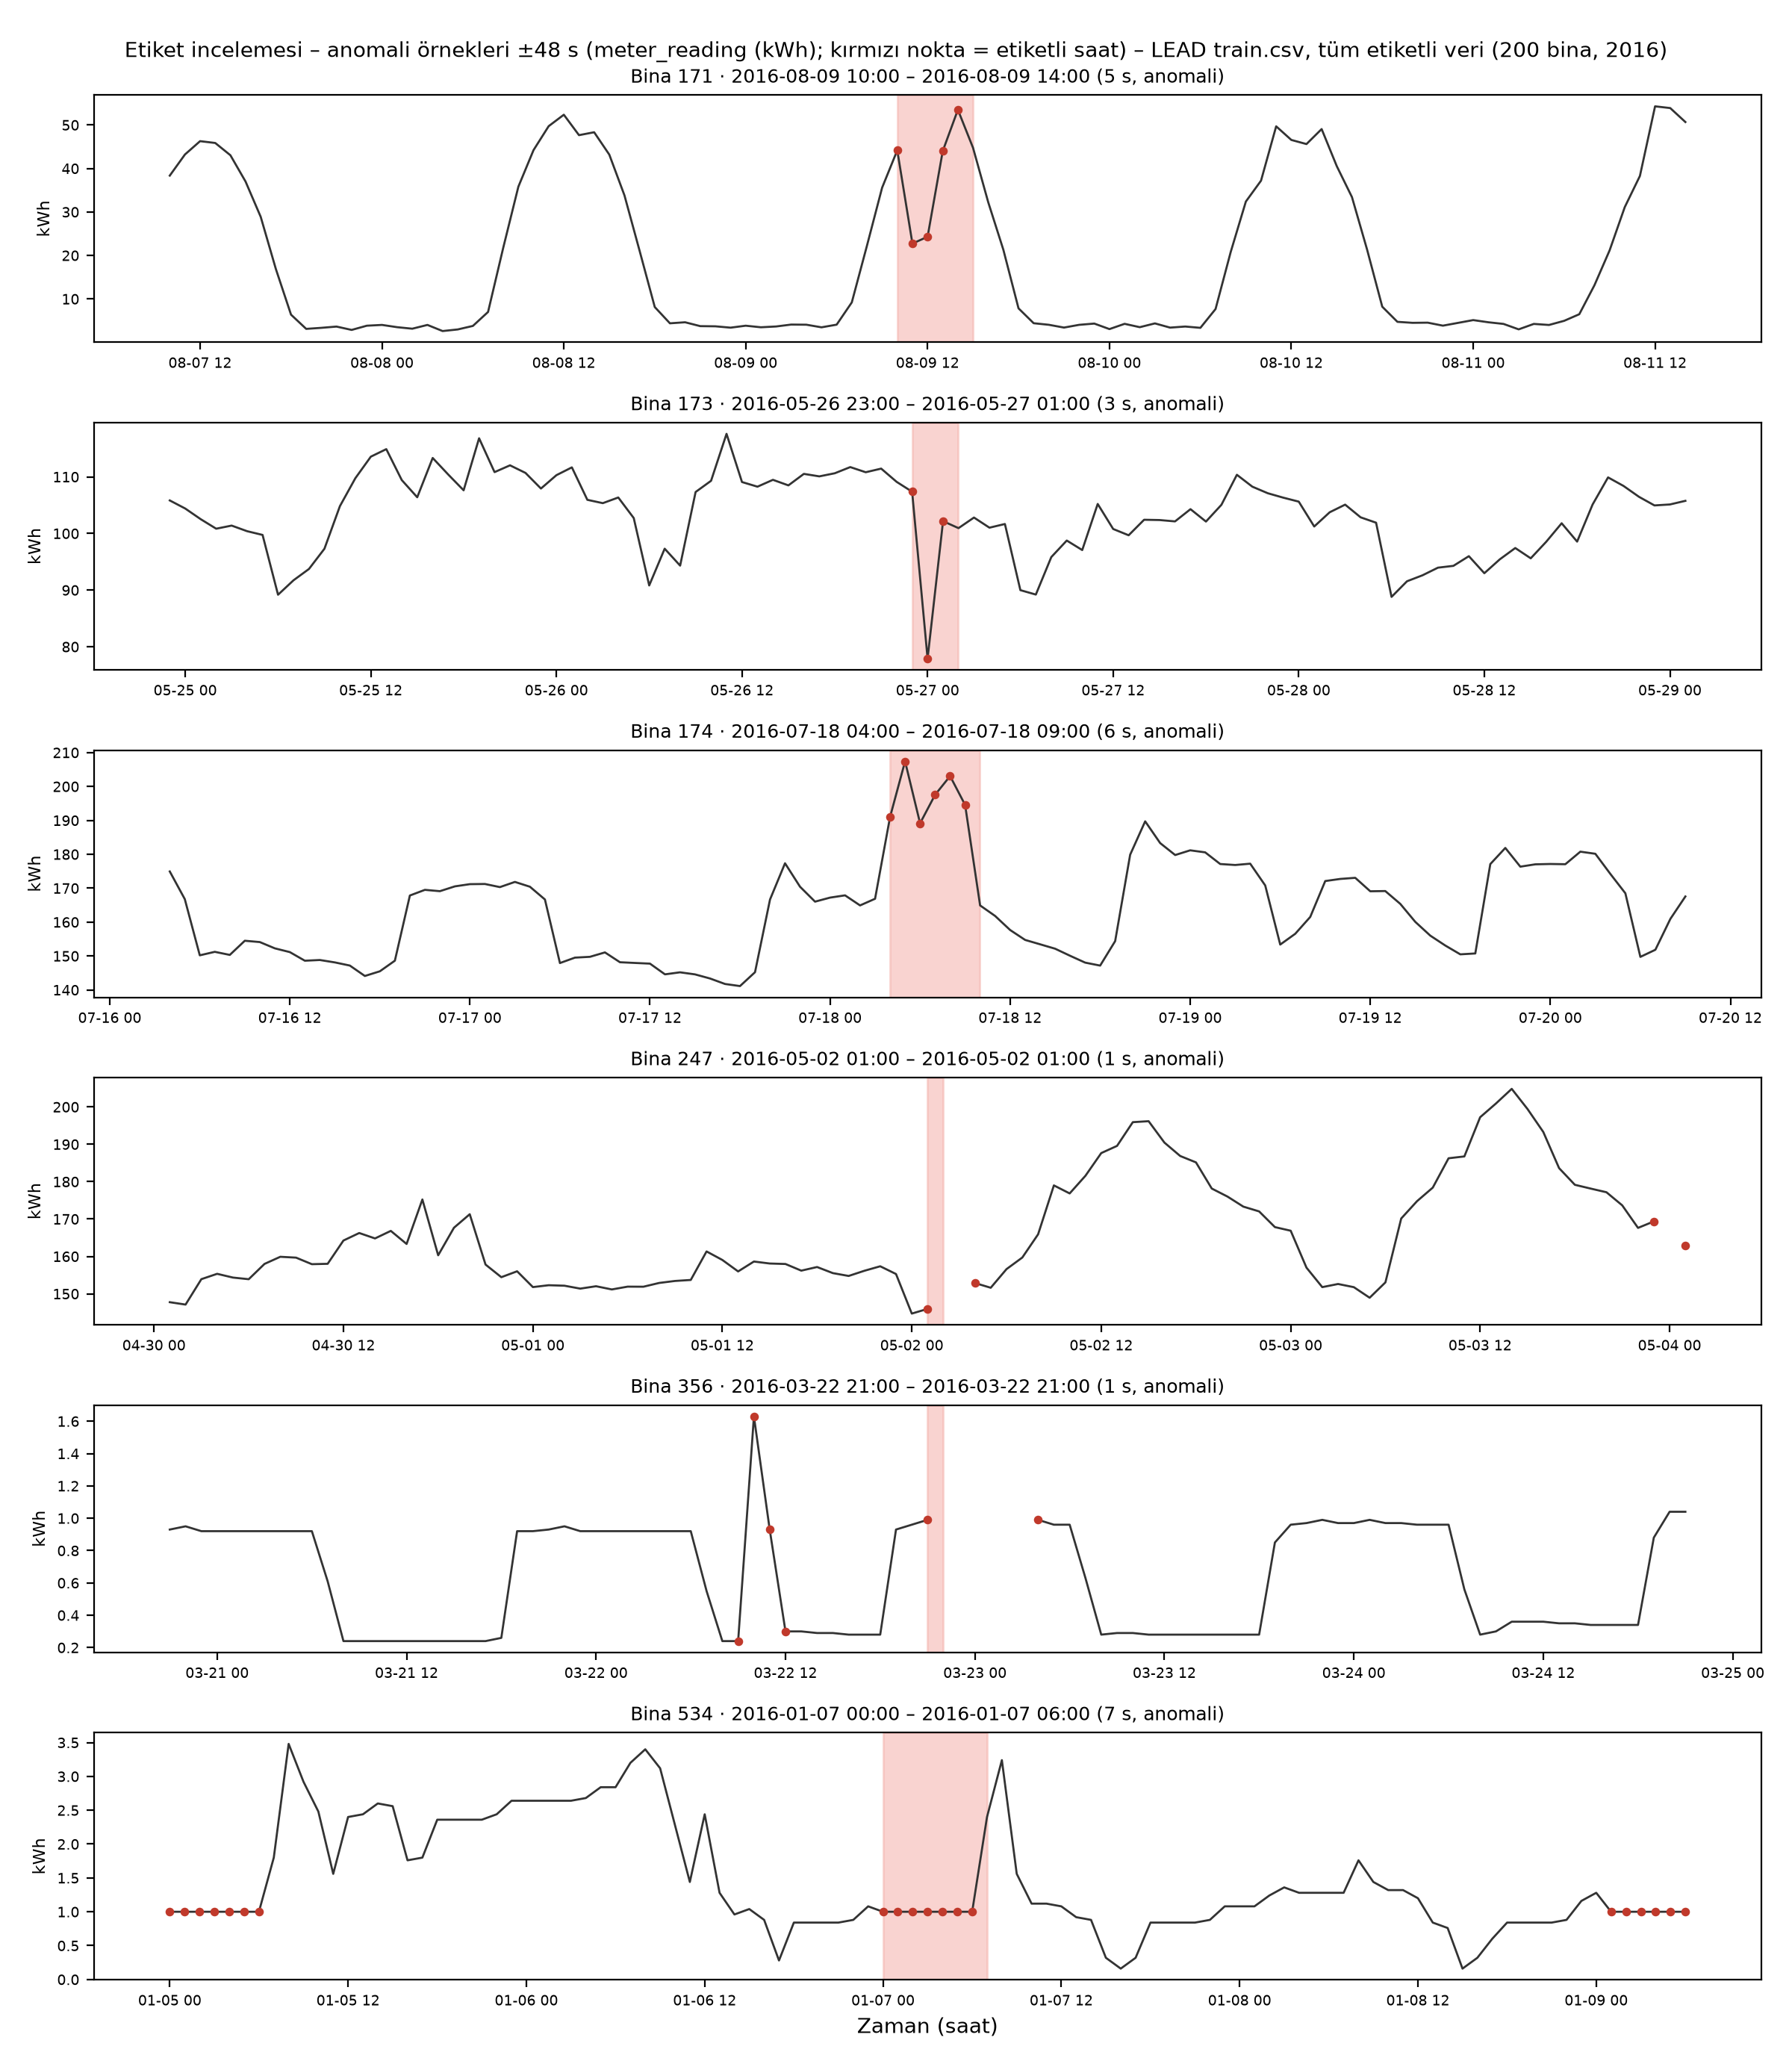 Etiket incelemesi – anomali örnekleri ±48 s (meter_reading (kWh); kırmızı nokta = etiketli saat) – LEAD train.csv, tüm etiketli veri (200 bina, 2016)
Bina 171 · 2016-08-09 10:00 – 2016-08-09 14:00 (5 s, anomali)
50
40
30
20
10
kWh
08-07 12 08-08 00 08-08 12 08-09 00 08-09 12 08-10 00 08-10 12 08-11 00 08-11 12
Bina 173 · 2016-05-26 23:00 – 2016-05-27 01:00 (3 s, anomali)
110
100
90
80
kWh
05-25 00 05-25 12 05-26 00 05-26 12 05-27 00 05-27 12 05-28 00 05-28 12 05-29 00
Bina 174 · 2016-07-18 04:00 – 2016-07-18 09:00 (6 s, anomali)
210
200
190
180
170
160
150
140
kWh
07-16 00 07-16 12 07-17 00 07-17 12 07-18 00 07-18 12 07-19 00 07-19 12 07-20 00 07-20 12
Bina 247 · 2016-05-02 01:00 – 2016-05-02 01:00 (1 s, anomali)
200
190
180
170
160
150
kWh
04-30 00 04-30 12 05-01 00 05-01 12 05-02 00 05-02 12 05-03 00 05-03 12 05-04 00
Bina 356 · 2016-03-22 21:00 – 2016-03-22 21:00 (1 s, anomali)
1.6
1.4
1.2
1.0
0.8
0.6
0.4
0.2
kWh
03-21 00 03-21 12 03-22 00 03-22 12 03-23 00 03-23 12 03-24 00 03-24 12 03-25 00
Bina 534 · 2016-01-07 00:00 – 2016-01-07 06:00 (7 s, anomali)
3.5
3.0
2.5
2.0
1.5
1.0
0.5
0.0
kWh
01-05 00 01-05 12 01-06 00 01-06 12 01-07 00 01-07 12 01-08 00 01-08 12 01-09 00
Zaman (saat)